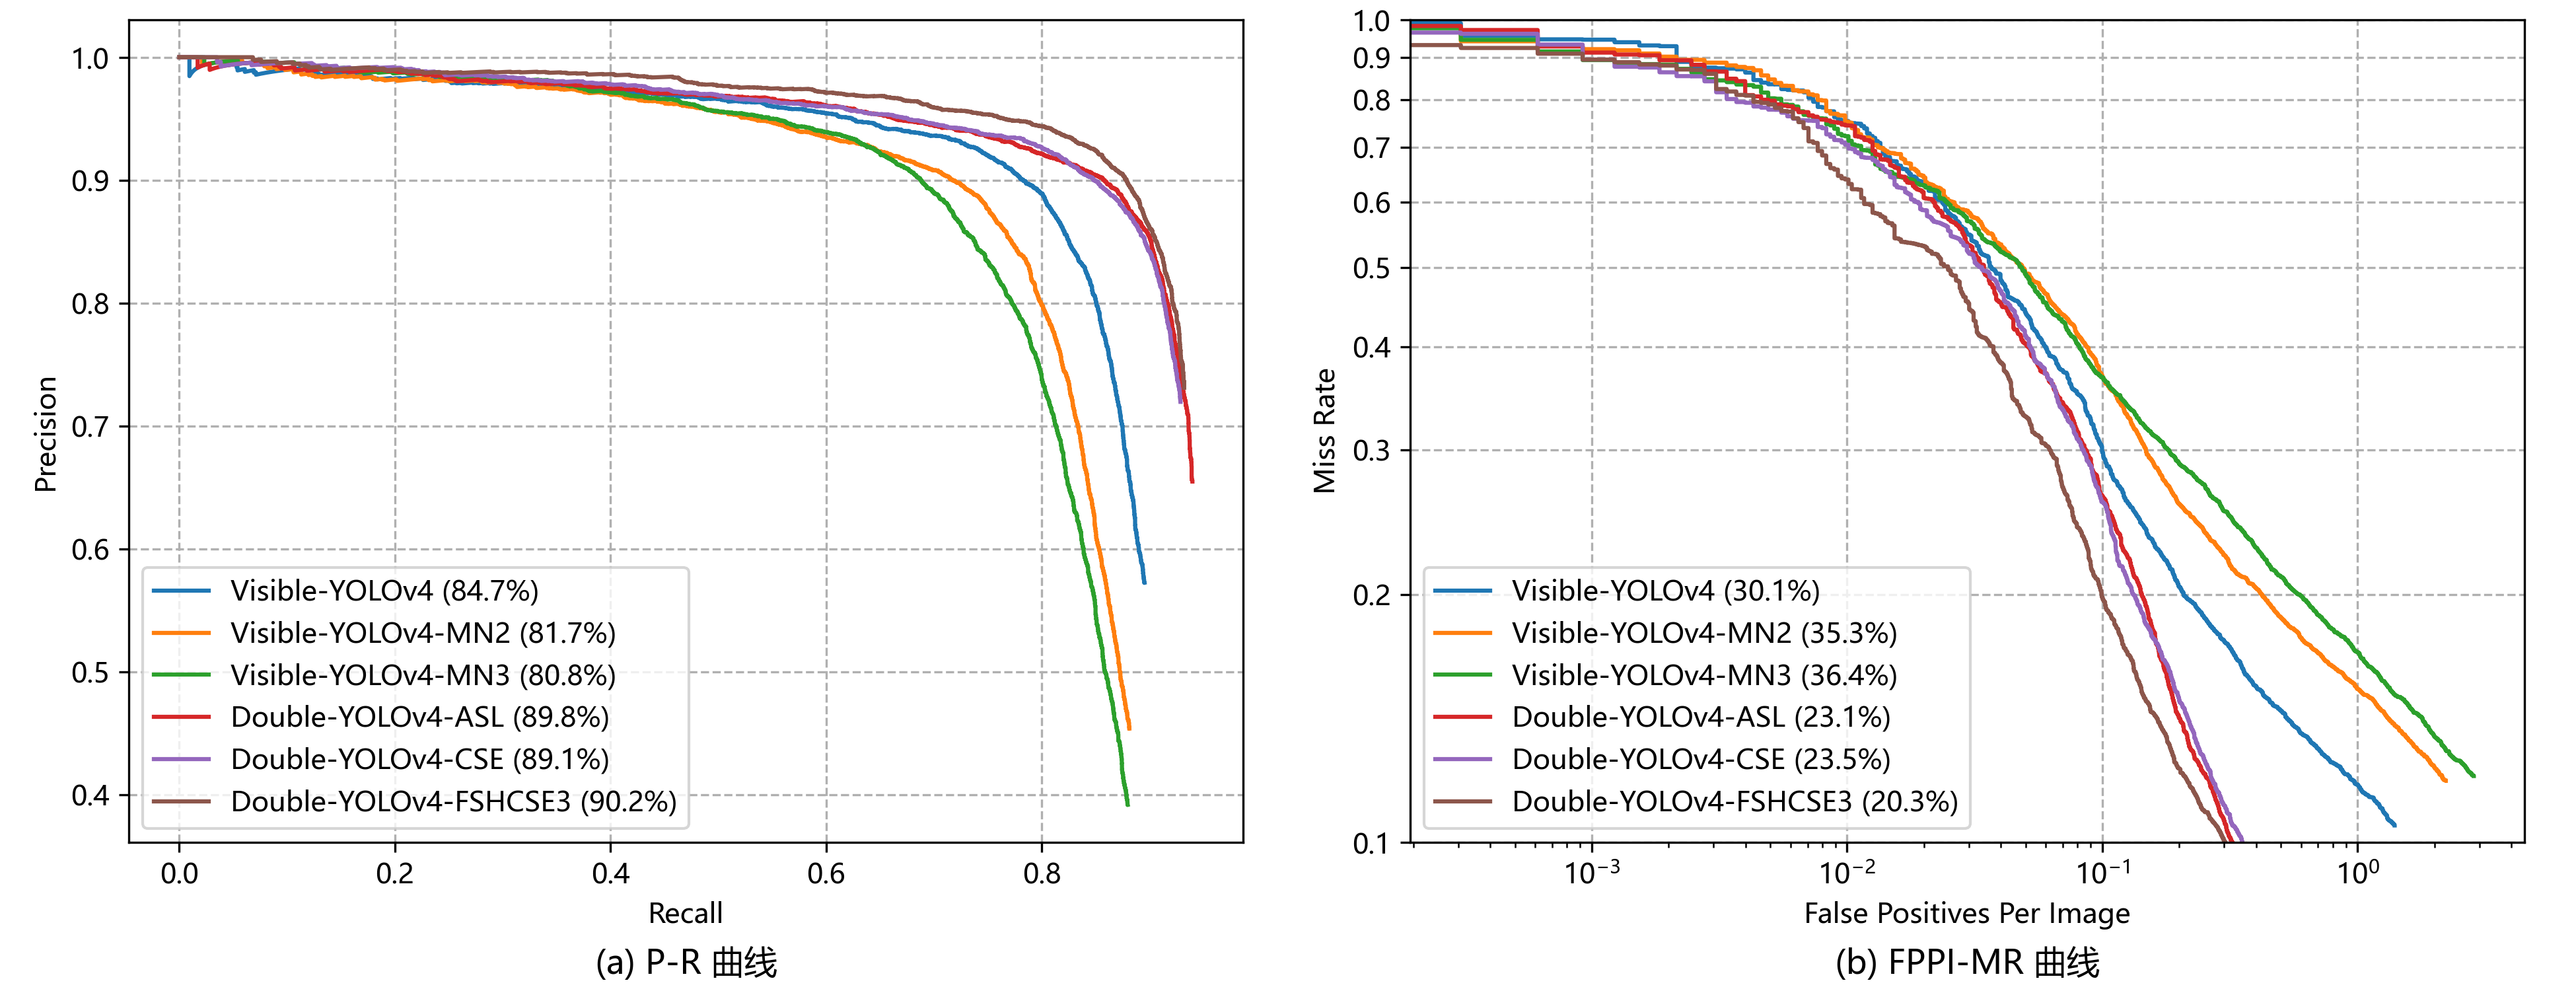 1.0
0.9
0.8
0.7
0.6
0.5
0.4
Precision
0.0 0.2 0.4 0.6 0.8
Recall
Visible-YOLOv4 (84.7%)
Visible-YOLOv4-MN2 (81.7%)
Visible-YOLOv4-MN3 (80.8%)
Double-YOLOv4-ASL (89.8%)
Double-YOLOv4-CSE (89.1%)
Double-YOLOv4-FSHCSE3 (90.2%)
(a) P-R 曲线
1.0
0.9
0.8
0.7
0.6
0.5
0.4
0.3
0.2
0.1
Miss Rate
10⁻³ 10⁻² 10⁻¹ 10⁰
False Positives Per Image
Visible-YOLOv4 (30.1%)
Visible-YOLOv4-MN2 (35.3%)
Visible-YOLOv4-MN3 (36.4%)
Double-YOLOv4-ASL (23.1%)
Double-YOLOv4-CSE (23.5%)
Double-YOLOv4-FSHCSE3 (20.3%)
(b) FPPI-MR 曲线